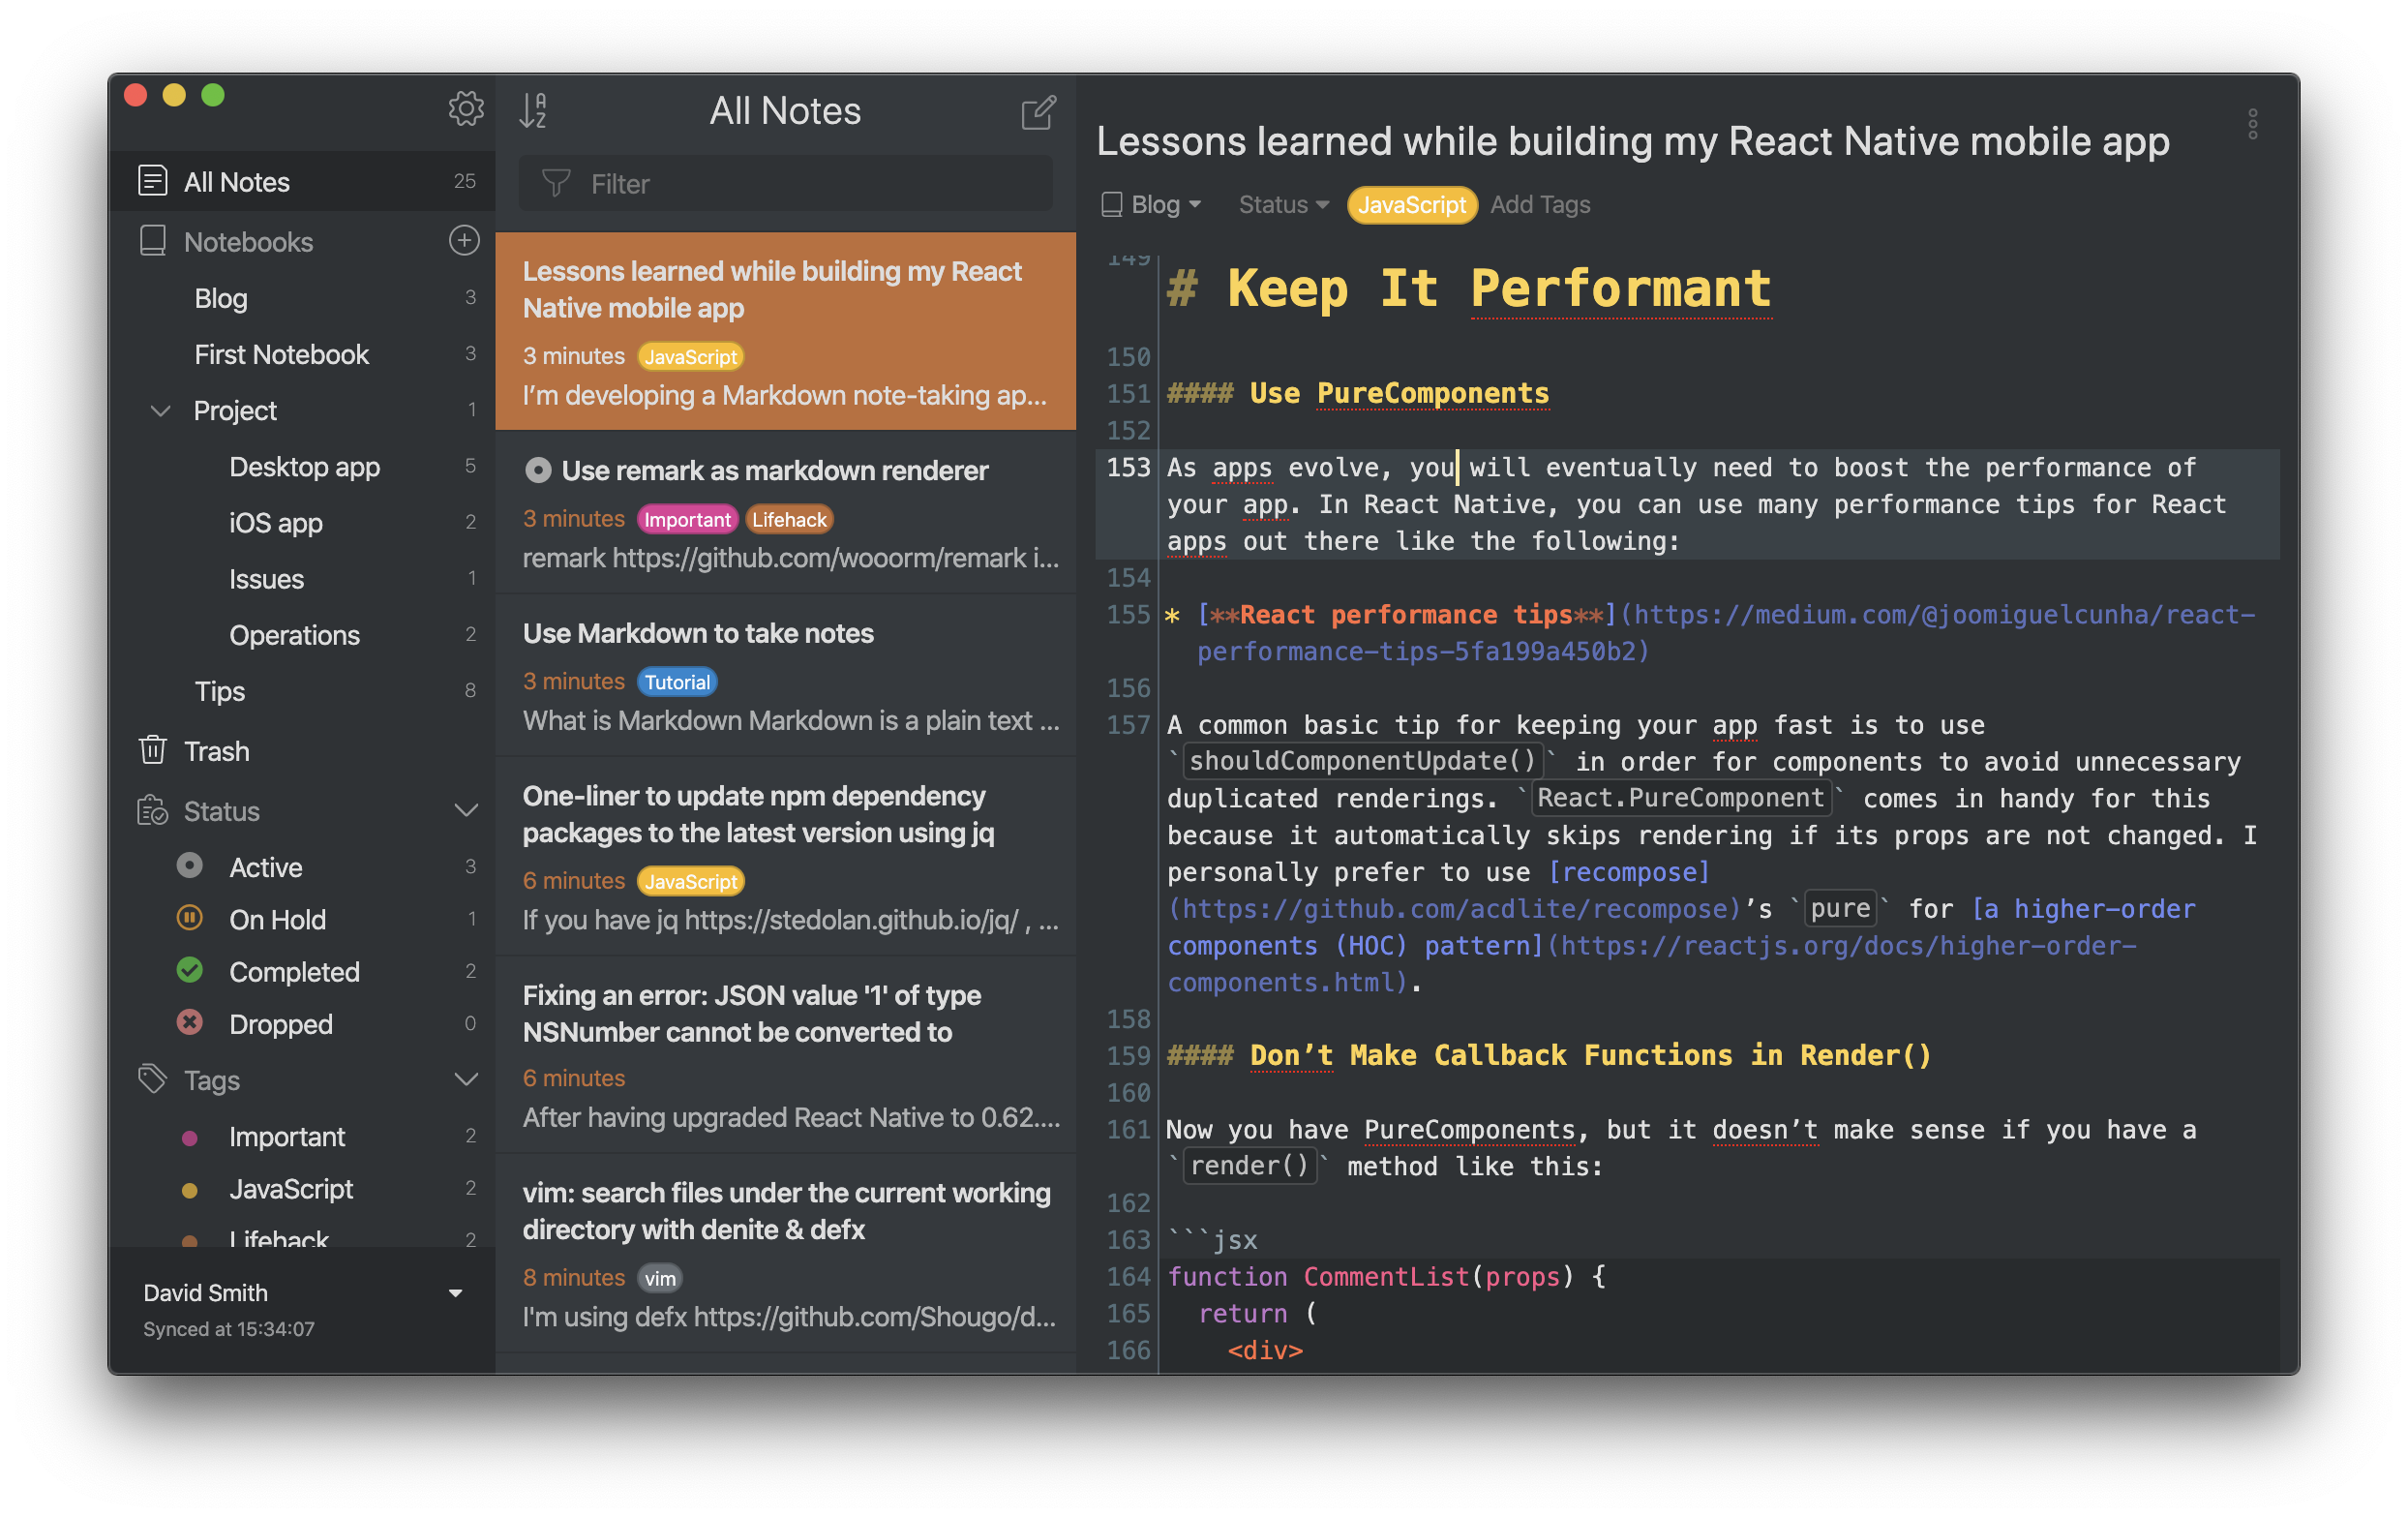 All Notes 25
Notebooks
Blog 3
First Notebook 3
Project 1
Desktop app 5
iOS app 2
Issues 1
Operations 2
Tips 8
Trash
Status
Active 3
On Hold 1
Completed 2
Dropped 0
Tags
Important 2
JavaScript 2
Lifehack 2
David Smith
Synced at 15:34:07
A
Z
All Notes
Filter
Lessons learned while building my React
Native mobile app
3 minutes JavaScript
I’m developing a Markdown note-taking ap...
Use remark as markdown renderer
3 minutes Important Lifehack
remark https://github.com/wooorm/remark i...
Use Markdown to take notes
3 minutes Tutorial
What is Markdown Markdown is a plain text ...
One-liner to update npm dependency
packages to the latest version using jq
6 minutes JavaScript
If you have jq https://stedolan.github.io/jq/ , ...
Fixing an error: JSON value '1' of type
NSNumber cannot be converted to
6 minutes
After having upgraded React Native to 0.62....
vim: search files under the current working
directory with denite & defx
8 minutes vim
I'm using defx https://github.com/Shougo/d...
Lessons learned while building my React Native mobile app
Blog Status JavaScript Add Tags
149 # Keep It Performant
150
151 #### Use PureComponents
152
153 As apps evolve, you will eventually need to boost the performance of
your app. In React Native, you can use many performance tips for React
apps out there like the following:
154
155 * [**React performance tips**](https://medium.com/@joomiguelcunha/react-
performance-tips-5fa199a450b2)
156
157 A common basic tip for keeping your app fast is to use
`shouldComponentUpdate()` in order for components to avoid unnecessary
duplicated renderings. `React.PureComponent` comes in handy for this
because it automatically skips rendering if its props are not changed. I
personally prefer to use [recompose]
(https://github.com/acdlite/recompose)’s `pure` for [a higher-order
components (HOC) pattern](https://reactjs.org/docs/higher-order-
components.html).
158
159 #### Don’t Make Callback Functions in Render()
160
161 Now you have PureComponents, but it doesn’t make sense if you have a
`render()` method like this:
162
163 ```jsx
164 function CommentList(props) {
165 return (
166 <div>